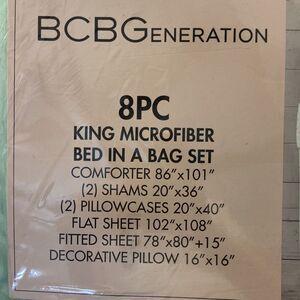 BCBGENERATION
8PC
KING MICROFIBER
BED IN A BAG SET
COMFORTER 86"x101"
(2) SHAMS 20"x36"
(2) PILLOWCASES 20"x40"
FLAT SHEET 102"x108"
FITTED SHEET 78"x80"+15"
DECORATIVE PILLOW 16"x16"